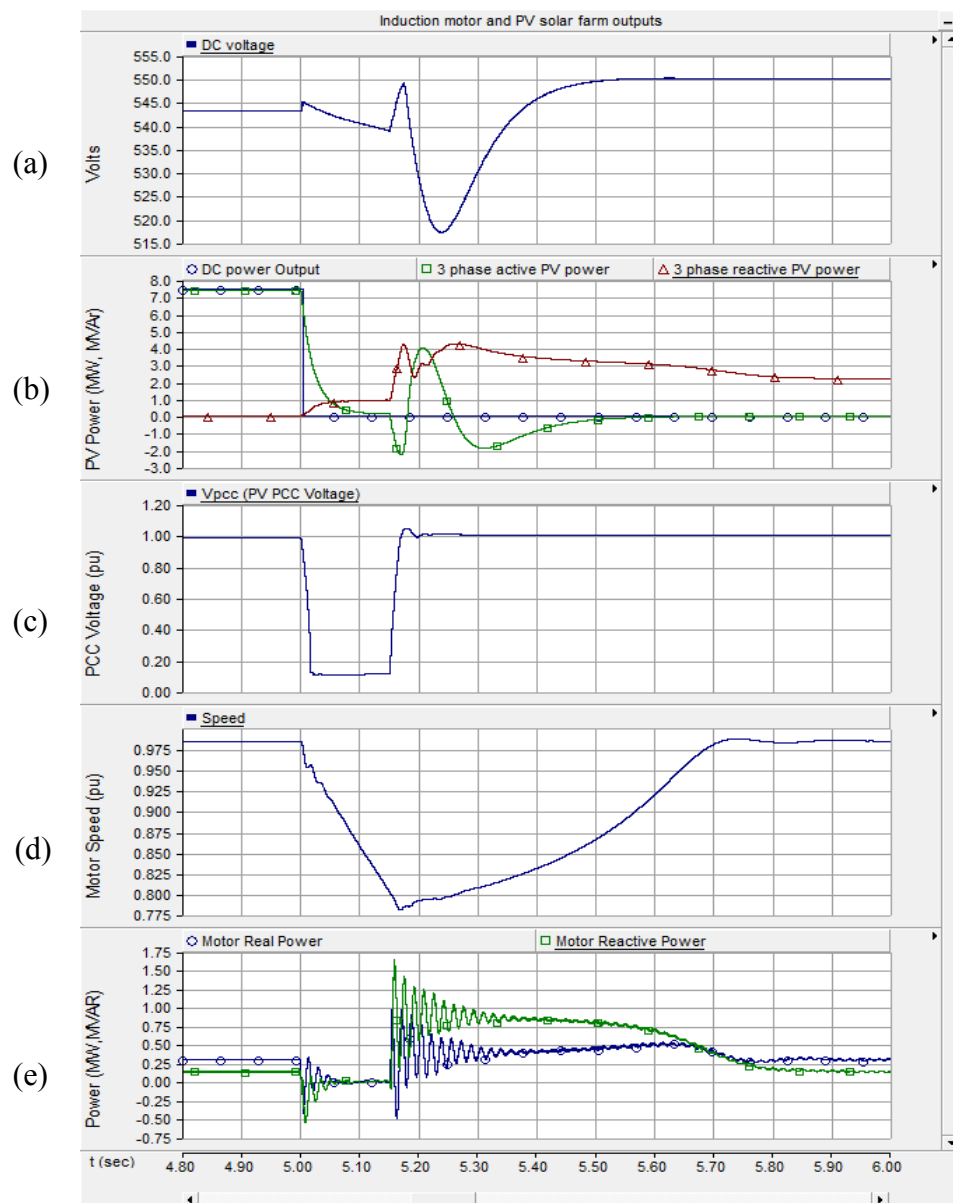 Induction motor and PV solar farm outputs
DC voltage
555.0
550.0
545.0
540.0
535.0
530.0
525.0
520.0
515.0
Volts
(a)
DC power Output
3 phase active PV power
3 phase reactive PV power
8.0
7.0
6.0
5.0
4.0
3.0
2.0
1.0
0.0
-1.0
-2.0
-3.0
PV Power (MW, MVAr)
(b)
Vpcc (PV PCC Voltage)
1.20
1.00
0.80
0.60
0.40
0.20
0.00
PCC Voltage (pu)
(c)
Speed
0.975
0.950
0.925
0.900
0.875
0.850
0.825
0.800
0.775
Motor Speed (pu)
(d)
Motor Real Power
Motor Reactive Power
1.75
1.50
1.25
1.00
0.75
0.50
0.25
0.00
-0.25
-0.50
-0.75
Power (MW,MVAR)
(e)
t (sec) 4.80 4.90 5.00 5.10 5.20 5.30 5.40 5.50 5.60 5.70 5.80 5.90 6.00